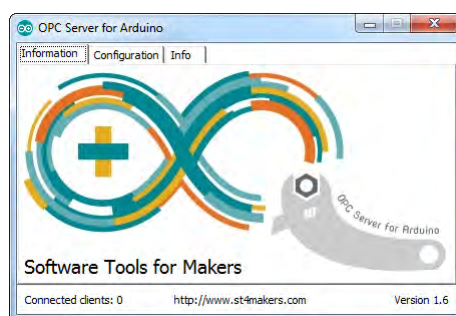 OPC Server for Arduino
Information Configuration Info
OPC Server for Arduino
Software Tools for Makers
Connected clients: 0 http://www.st4makers.com Version 1.6